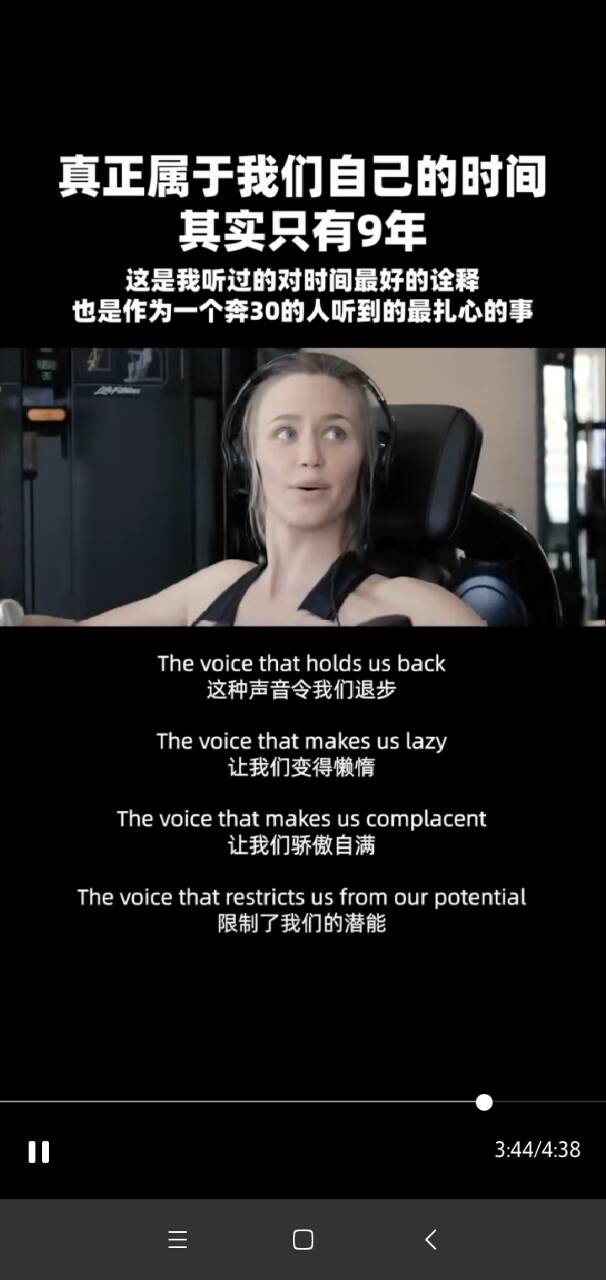 真正属于我们自己的时间
其实只有9年
这是我听过的对时间最好的诠释
也是作为一个奔30的人听到的最扎心的事
Life Fitness
The voice that holds us back
这种声音令我们退步
The voice that makes us lazy
让我们变得懒惰
The voice that makes us complacent
让我们骄傲自满
The voice that restricts us from our potential
限制了我们的潜能
3:44/4:38